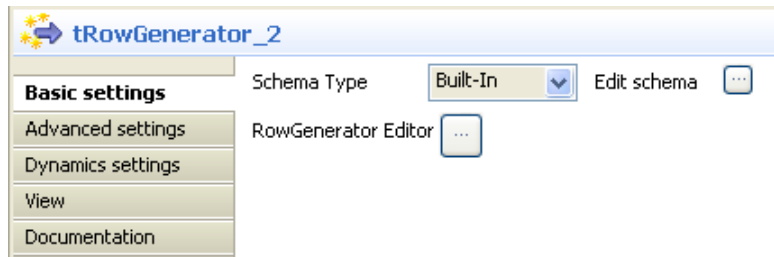 tRowGenerator_2
Basic settings
Schema Type Built-In Edit schema ...
Advanced settings
RowGenerator Editor ...
Dynamics settings
View
Documentation